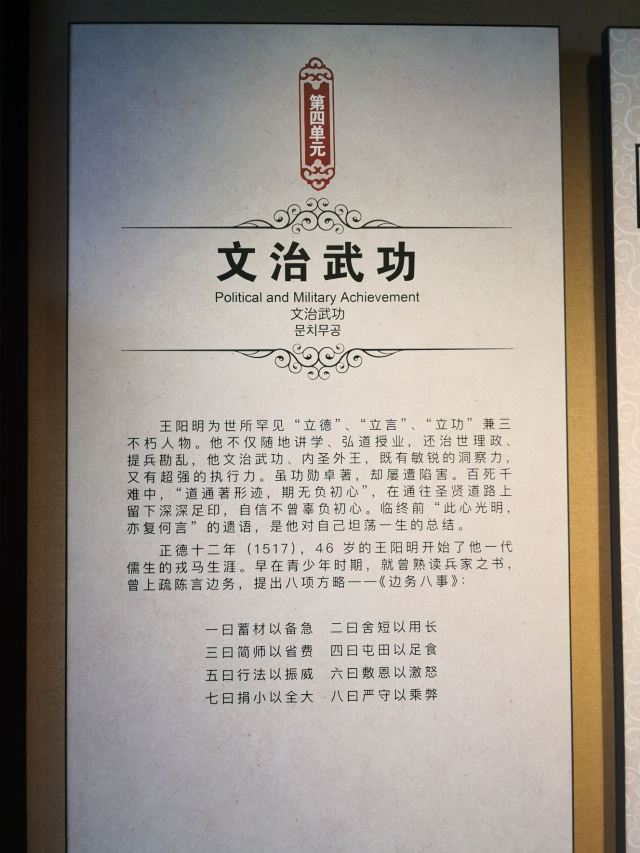 第四单元
文治武功
Political and Military Achievement
文治武功
문치무공
王阳明为世所罕见“立德”、“立言”、“立功”兼三
不朽人物。他不仅随地讲学、弘道授业，还治世理政、
提兵勘乱，他文治武功、内圣外王，既有敏锐的洞察力，
又有超强的执行力。虽功勋卓著，却屡遭陷害。百死千
难中，“道通著形迹，期无负初心”，在通往圣贤道路上
留下深深足印，自信不曾辜负初心。临终前“此心光明，
亦复何言”的遗语，是他对自己坦荡一生的总结。
正德十二年（1517），46 岁的王阳明开始了他一代
儒生的戎马生涯。早在青少年时期，就曾熟读兵家之书，
曾上疏陈言边务，提出八项方略——《边务八事》：
一曰蓄材以备急 二曰舍短以用长
三曰简师以省费 四曰屯田以足食
五曰行法以振威 六曰敷恩以激怒
七曰捐小以全大 八曰严守以乘弊